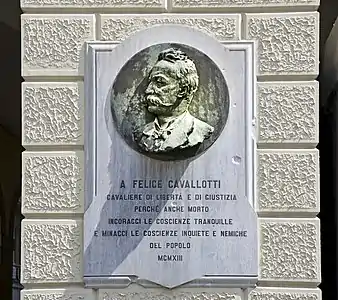 A FELICE CAVALLOTTI
CAVALIERE DI LIBERTÀ E DI GIUSTIZIA
PERCHÉ ANCHE MORTO
INCORAGGI LE COSCIENZE TRANQUILLE
E MINACCI LE COSCIENZE INQUIETE E NEMICHE
DEL POPOLO
MCMXIII